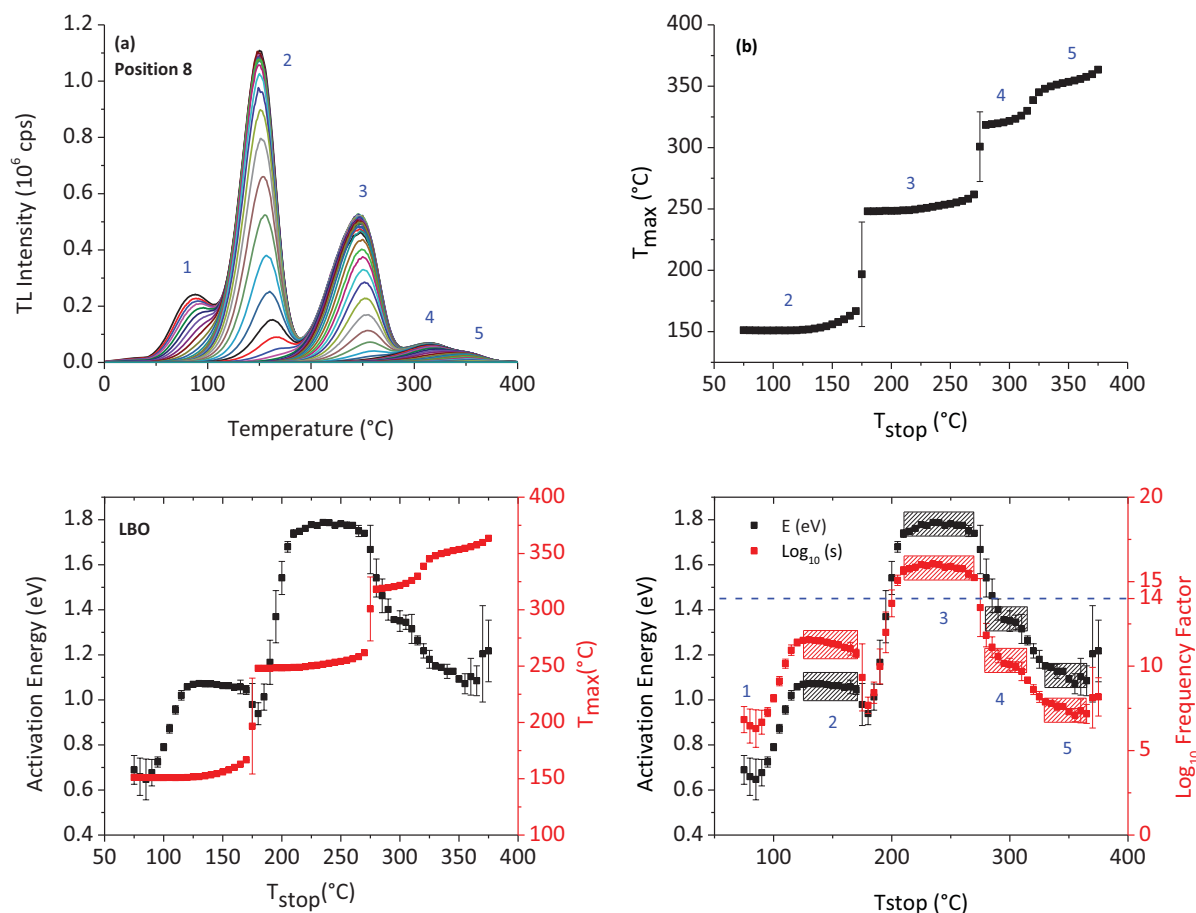 (a)
Position 8
1
2
3
4
5
TL Intensity (10⁶ cps)
1.2
1.0
0.8
0.6
0.4
0.2
0.0
0 100 200 300 400
Temperature (°C)
(b)
2
3
4
5
T_max (°C)
400
350
300
250
200
150
50 100 150 200 250 300 350 400
T_stop (°C)
LBO
Activation Energy (eV)
1.8
1.6
1.4
1.2
1.0
0.8
0.6
0.4
400
350
300
250
200
150
100
Tmax(°C)
50 100 150 200 250 300 350 400
T_stop(°C)
E (eV)
Log₁₀ (s)
1
2
3
4
5
Activation Energy (eV)
1.8
1.6
1.4
1.2
1.0
0.8
0.6
0.4
20
18
16
14
15
14
10
5
0
Log₁₀ Frequency Factor
100 200 300 400
Tstop (°C)